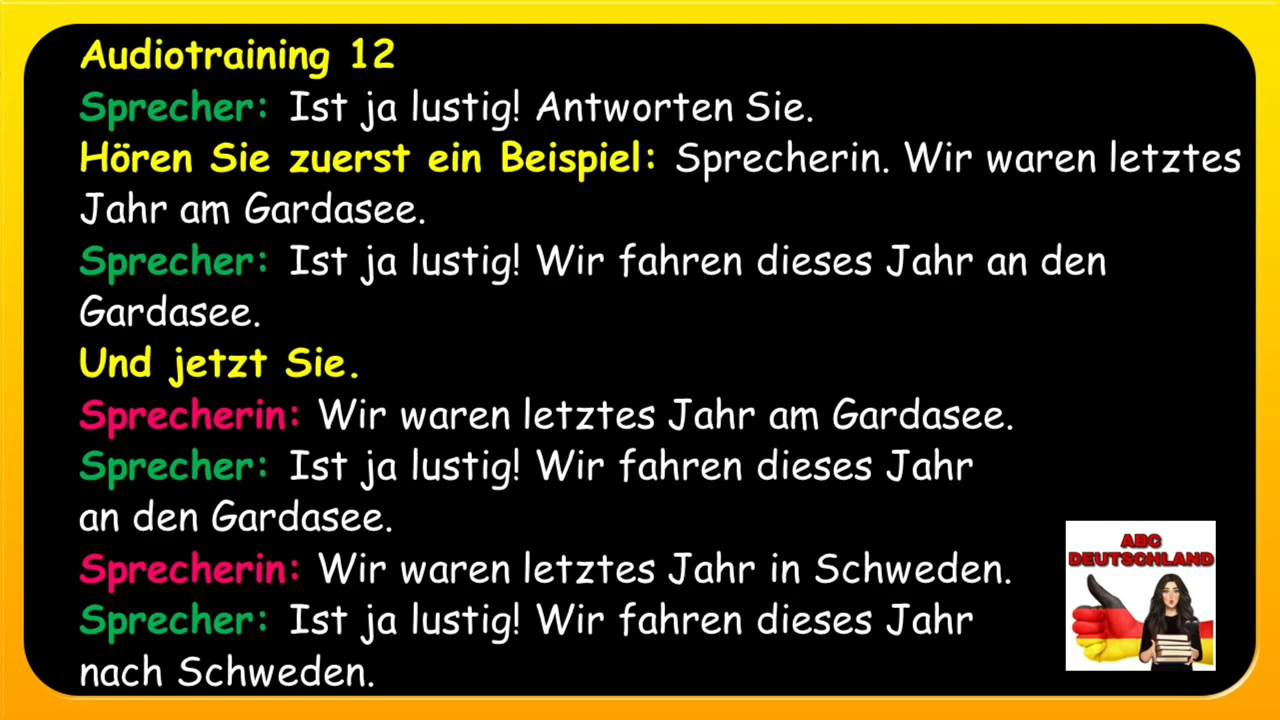 Audiotraining 12
Sprecher: Ist ja lustig! Antworten Sie.
Hören Sie zuerst ein Beispiel: Sprecherin. Wir waren letztes
Jahr am Gardasee.
Sprecher: Ist ja lustig! Wir fahren dieses Jahr an den
Gardasee.
Und jetzt Sie.
Sprecherin: Wir waren letztes Jahr am Gardasee.
Sprecher: Ist ja lustig! Wir fahren dieses Jahr
an den Gardasee.
Sprecherin: Wir waren letztes Jahr in Schweden.
Sprecher: Ist ja lustig! Wir fahren dieses Jahr
nach Schweden.
ABC
DEUTSCHLAND